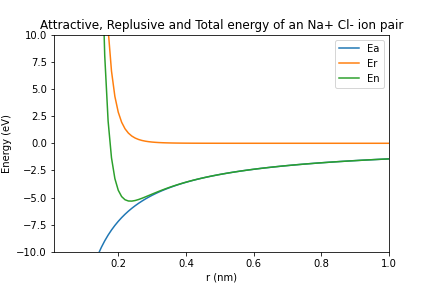 Attractive, Replusive and Total energy of an Na+ Cl- ion pair
10.0
7.5
5.0
2.5
0.0
−2.5
−5.0
−7.5
−10.0
Energy (eV)
Ea
Er
En
0.2 0.4 0.6 0.8 1.0
r (nm)